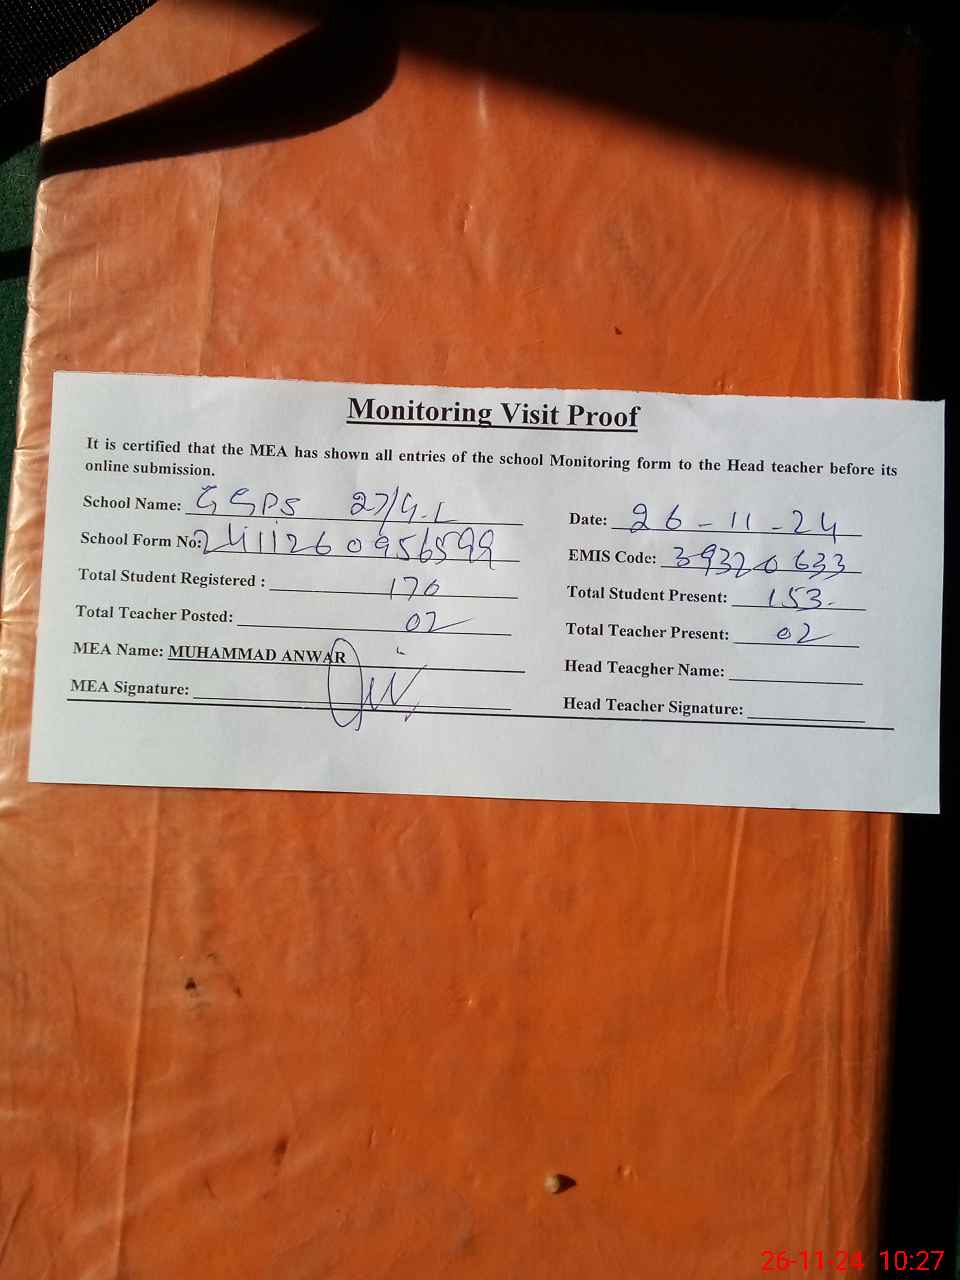 Monitoring Visit Proof
It is certified that the MEA has shown all entries of the school Monitoring form to the Head teacher before its
online submission.
School Name: GGPS 27/G.L Date: 26-11-24
School Form No: 2411260956599 EMIS Code: 39320633
Total Student Registered : 170 Total Student Present: 153.
Total Teacher Posted: 02 Total Teacher Present: 02
MEA Name: MUHAMMAD ANWAR Head Teacgher Name:
MEA Signature: Head Teacher Signature:
26-11-24 10:27